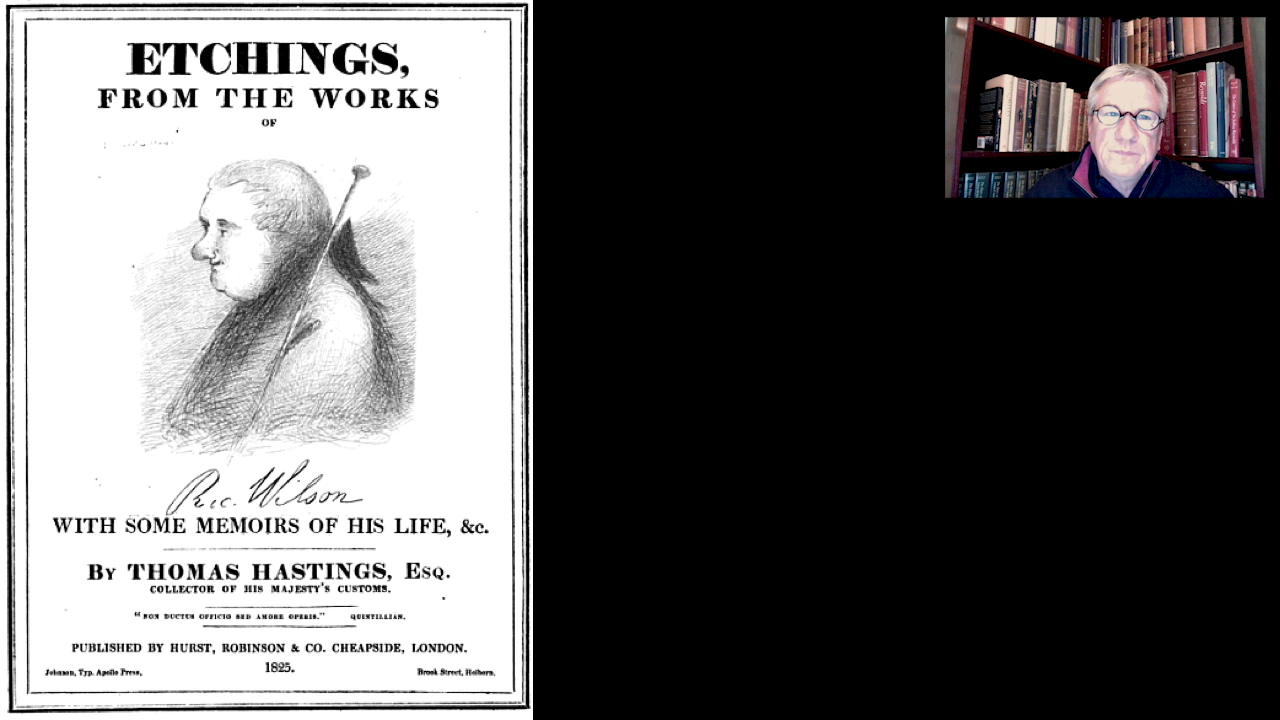 ETCHINGS,
FROM THE WORKS
OF
Ric. Wilson
WITH SOME MEMOIRS OF HIS LIFE, &c.
By THOMAS HASTINGS, Esq.
COLLECTOR OF HIS MAJESTY'S CUSTOMS.
"NON DUCTUS OFFICIO SED AMORE OPERIS." QUINTILLIAN.
PUBLISHED BY HURST, ROBINSON & CO. CHEAPSIDE, LONDON.
1825.
Johnson, Typ. Apollo Press, Brook Street, Holborn.